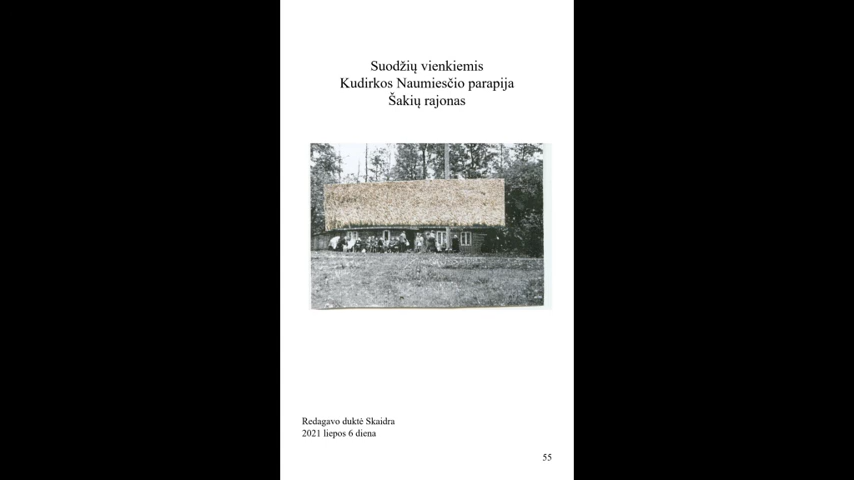 Suodžių vienkiemis
Kudirkos Naumiesčio parapija
Šakių rajonas
Redagavo duktė Skaidra
2021 liepos 6 diena
55